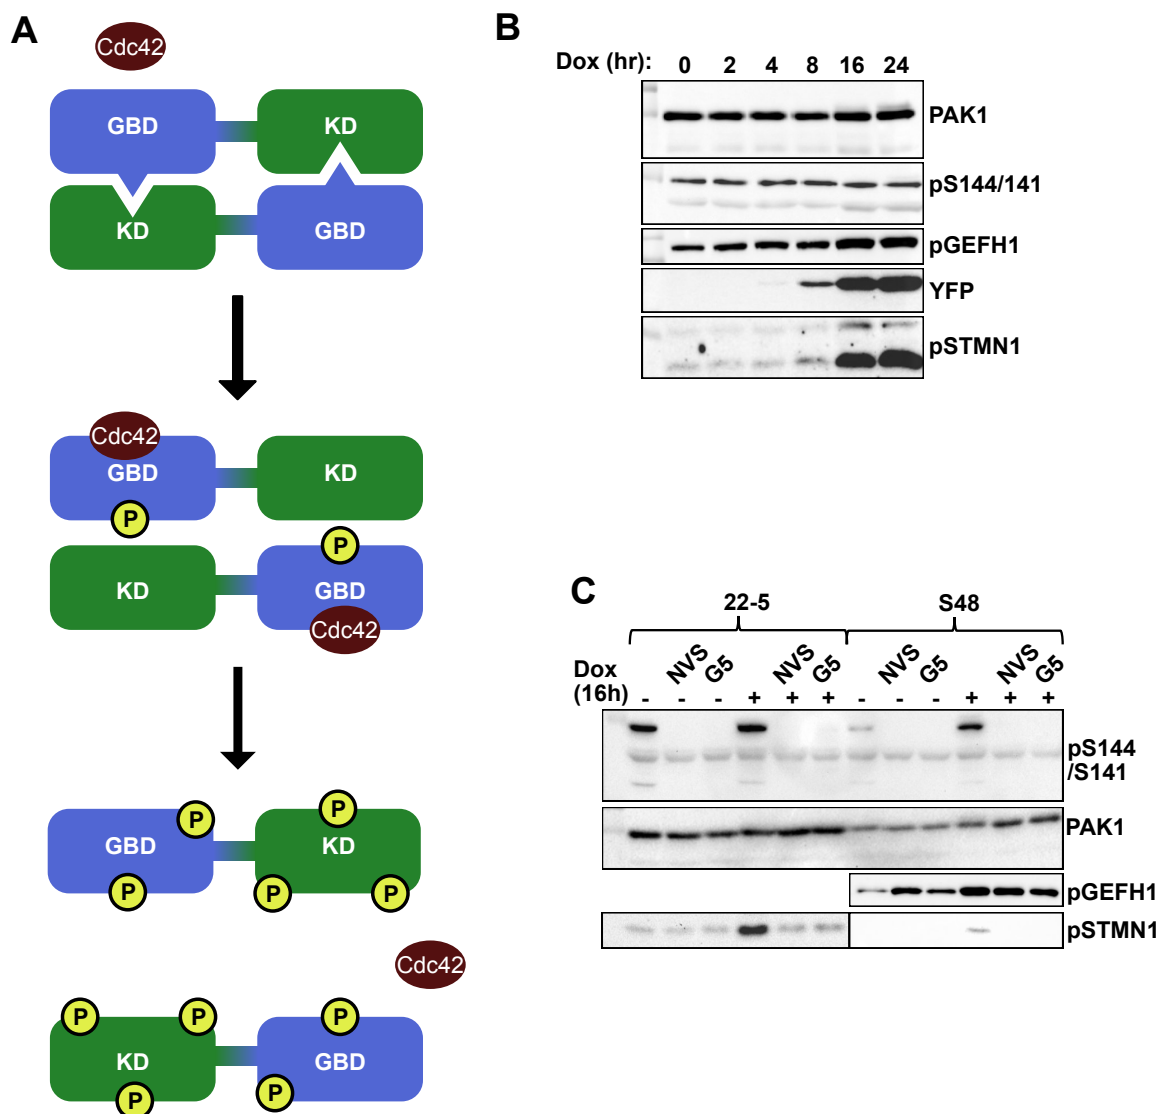 A
Cdc42
GBD
KD
KD
GBD
Cdc42
GBD
KD
P
P
KD
GBD
Cdc42
P
P
GBD
KD
P
P
P
Cdc42
P
P
P
KD
GBD
P
P
B
Dox (hr): 0 2 4 8 16 24
PAK1
pS144/141
pGEFH1
YFP
pSTMN1
C
22-5 S48
NVS G5 NVS G5 NVS G5 NVS G5
Dox
(16h) - - - + + + - - - + + +
pS144
/S141
PAK1
pGEFH1
pSTMN1